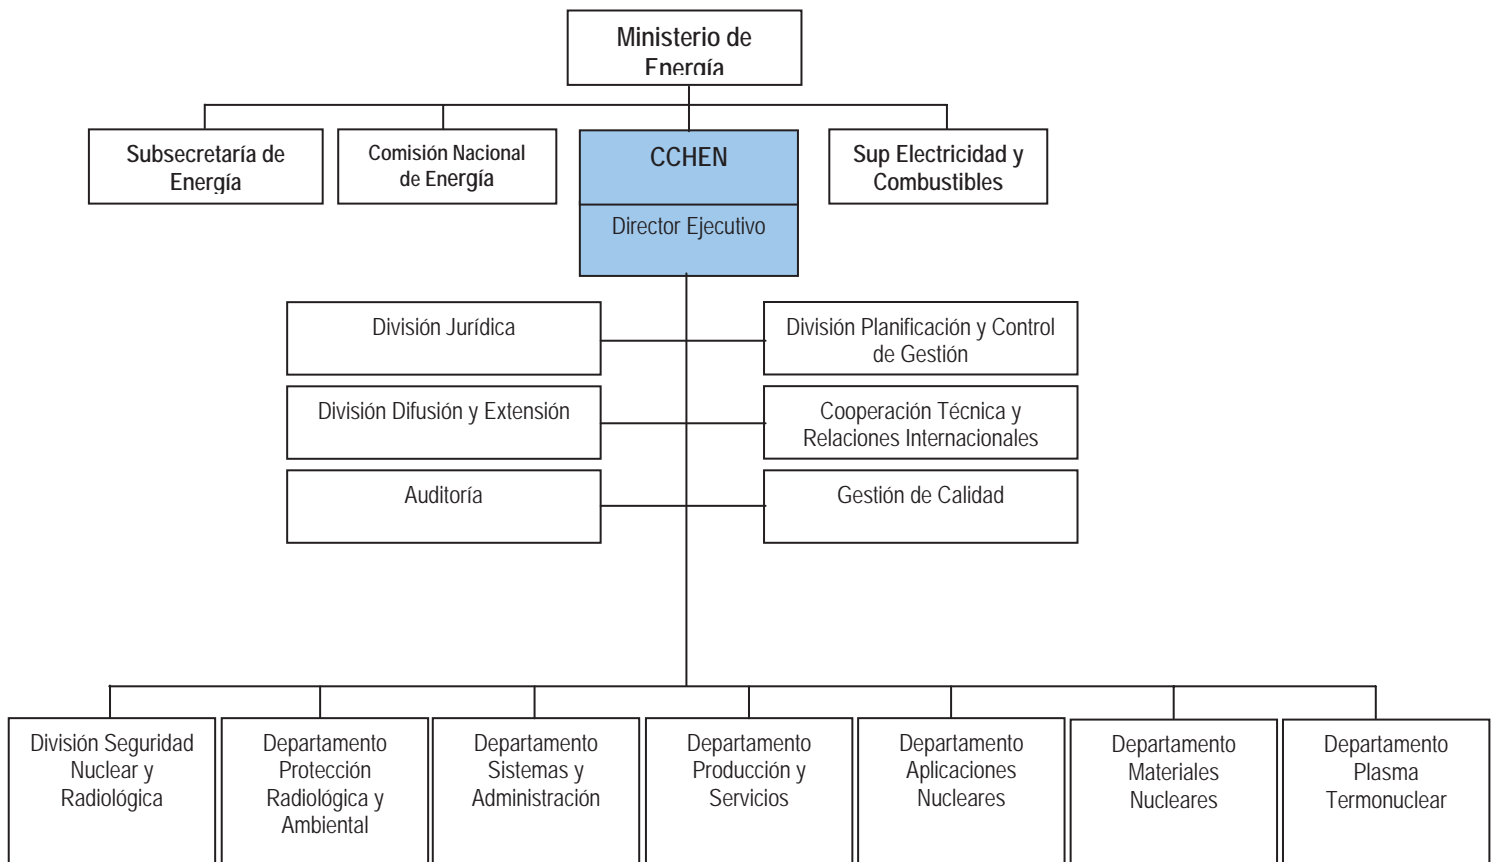 Ministerio de
Energía
Subsecretaría de
Energía
Comisión Nacional
de Energía
CCHEN
Director Ejecutivo
Sup Electricidad y
Combustibles
División Jurídica
División Planificación y Control
de Gestión
División Difusión y Extensión
Cooperación Técnica y
Relaciones Internacionales
Auditoría
Gestión de Calidad
División Seguridad
Nuclear y
Radiológica
Departamento
Protección
Radiológica y
Ambiental
Departamento
Sistemas y
Administración
Departamento
Producción y
Servicios
Departamento
Aplicaciones
Nucleares
Departamento
Materiales
Nucleares
Departamento
Plasma
Termonuclear